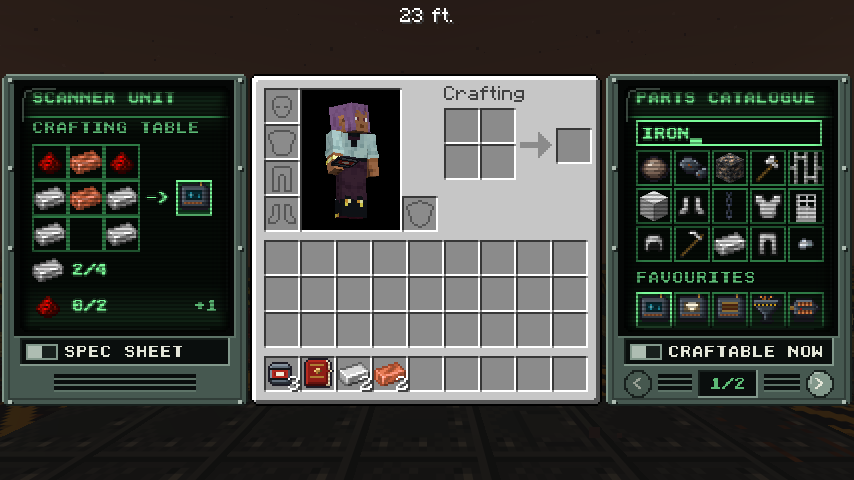 23 ft.
SCANNER UNIT
CRAFTING TABLE
2/4
0/2 +1
SPEC SHEET
Crafting
3 2 2
PARTS CATALOGUE
IRON_
FAVOURITES
CRAFTABLE NOW
< 1/2 >